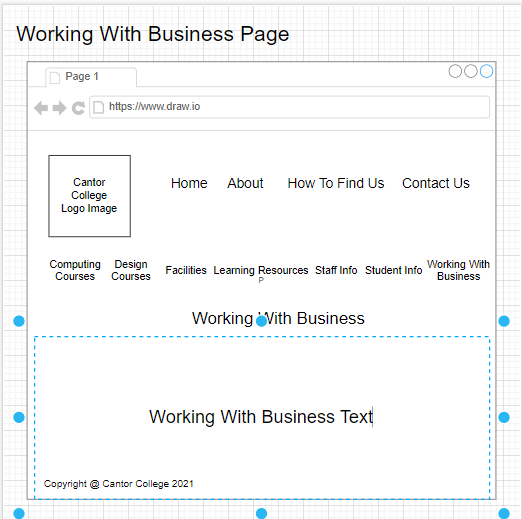 Working With Business Page
Page 1
https://www.draw.io
Cantor
College
Logo Image
Home About How To Find Us Contact Us
Computing Courses Design Courses Facilities Learning Resources Staff Info Student Info Working With Business
P
Working With Business
Working With Business Text
Copyright @ Cantor College 2021